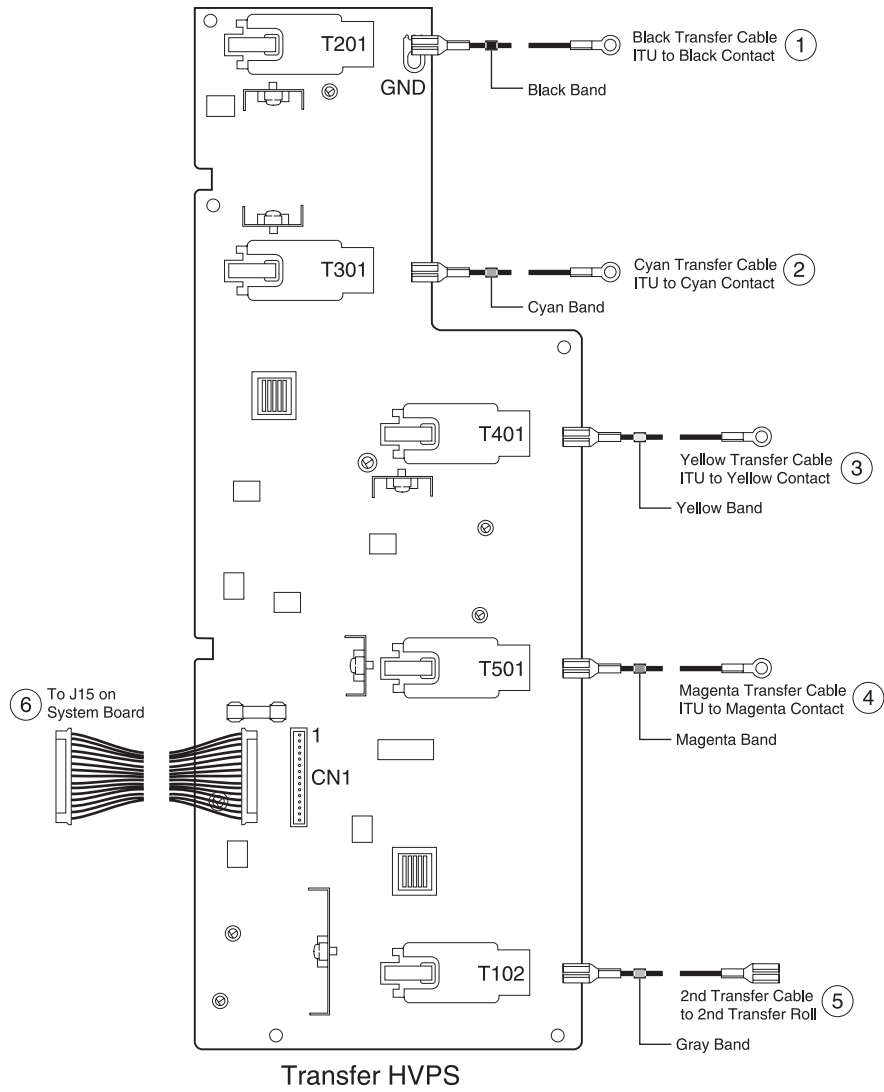 T201
GND
Black Transfer Cable
ITU to Black Contact
1
Black Band
T301
Cyan Transfer Cable
ITU to Cyan Contact
2
Cyan Band
T401
Yellow Transfer Cable
ITU to Yellow Contact
3
Yellow Band
T501
Magenta Transfer Cable
ITU to Magenta Contact
4
Magenta Band
6
To J15 on
System Board
1
CN1
T102
2nd Transfer Cable
to 2nd Transfer Roll
5
Gray Band
Transfer HVPS